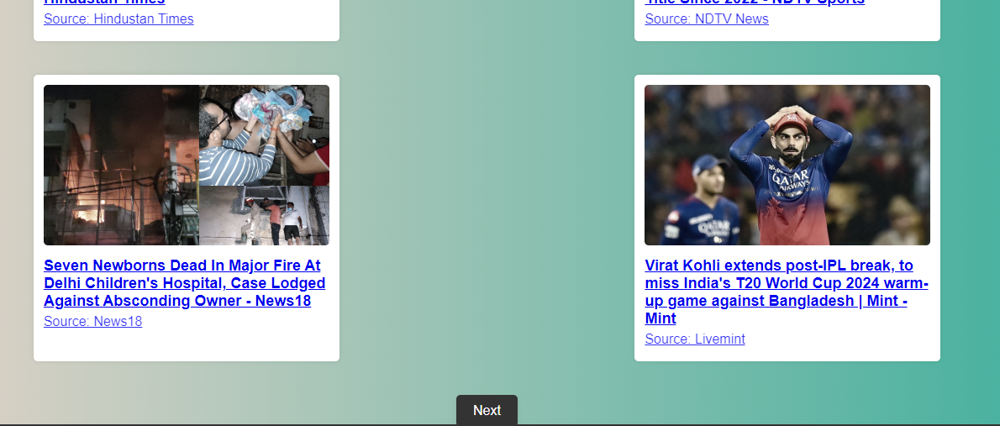 Hindustan Times
Source: Hindustan Times
Title Since 2022 - NDTV Sports
Source: NDTV News
Seven Newborns Dead In Major Fire At
Delhi Children's Hospital, Case Lodged
Against Absconding Owner - News18
Source: News18
QATAR
AIRWAYS
QATAR
Virat Kohli extends post-IPL break, to
miss India's T20 World Cup 2024 warm-
up game against Bangladesh | Mint -
Mint
Source: Livemint
Next